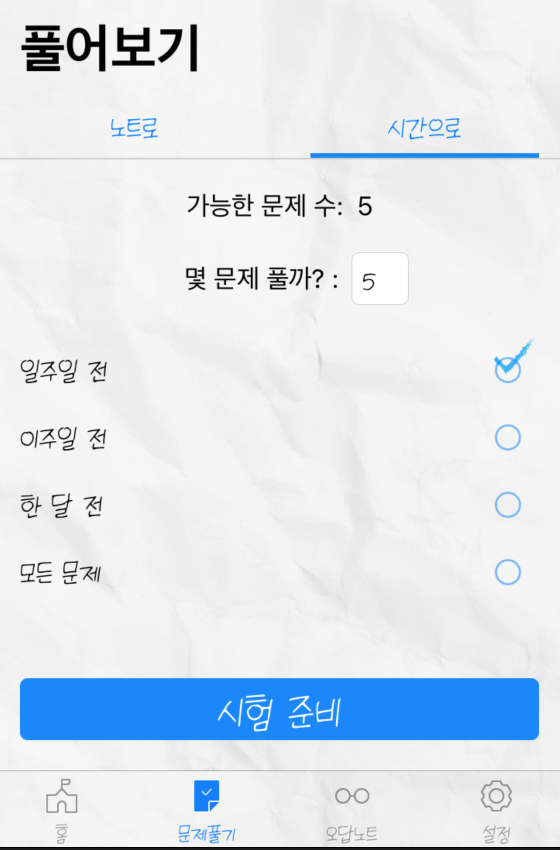 풀어보기
노트로 시간으로
가능한 문제 수: 5
몇 문제 풀까? : 5
일주일 전
이주일 전
한 달 전
모든 문제
시험 준비
홈 문제풀기 오답노트 설정